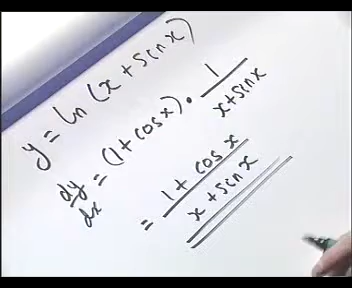 y = ln (x + sin x)
dy/dx = (1 + cos x) · 1/(x + sin x)
= (1 + cos x)/(x + sin x)